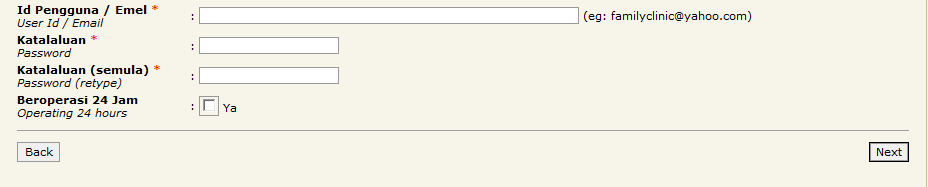 Id Pengguna / Emel * : (eg: familyclinic@yahoo.com)
User Id / Email
Katalaluan * :
Password
Katalaluan (semula) * :
Password (retype)
Beroperasi 24 Jam : Ya
Operating 24 hours
Back Next